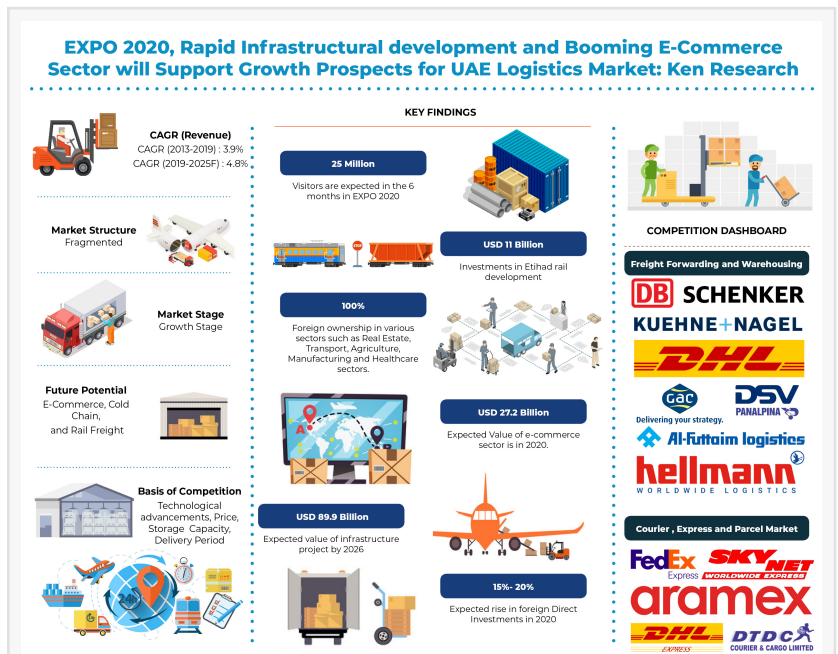 EXPO 2020, Rapid Infrastructural development and Booming E-Commerce
Sector will Support Growth Prospects for UAE Logistics Market: Ken Research
CAGR (Revenue)
CAGR (2013-2019) : 3.9%
CAGR (2019-2025F) : 4.8%
Market Structure
Fragmented
Market Stage
Growth Stage
Future Potential
E-Commerce, Cold
Chain,
and Rail Freight
Basis of Competition
Technological
advancements, Price,
Storage Capacity,
Delivery Period
24h
KEY FINDINGS
25 Million
Visitors are expected in the 6
months in EXPO 2020
STOP
USD 11 Billion
Investments in Etihad rail
development
100%
Foreign ownership in various
sectors such as Real Estate,
Transport, Agriculture,
Manufacturing and Healthcare
sectors.
A
B
USD 27.2 Billion
Expected Value of e-commerce
sector is in 2020.
USD 89.9 Billion
Expected value of infrastructure
project by 2026
15%- 20%
Expected rise in foreign Direct
Investments in 2020
COMPETITION DASHBOARD
Freight Forwarding and Warehousing
DB SCHENKER
KUEHNE+NAGEL
DHL
GAC
Delivering your strategy.
DSV
PANALPINA
Al-Futtaim logistics
hellmann
WORLDWIDE LOGISTICS
Courier , Express and Parcel Market
FedEx
Express
SKYNET
WORLDWIDE EXPRESS
aramex
DHL
EXPRESS
DTDC
COURIER & CARGO LIMITED